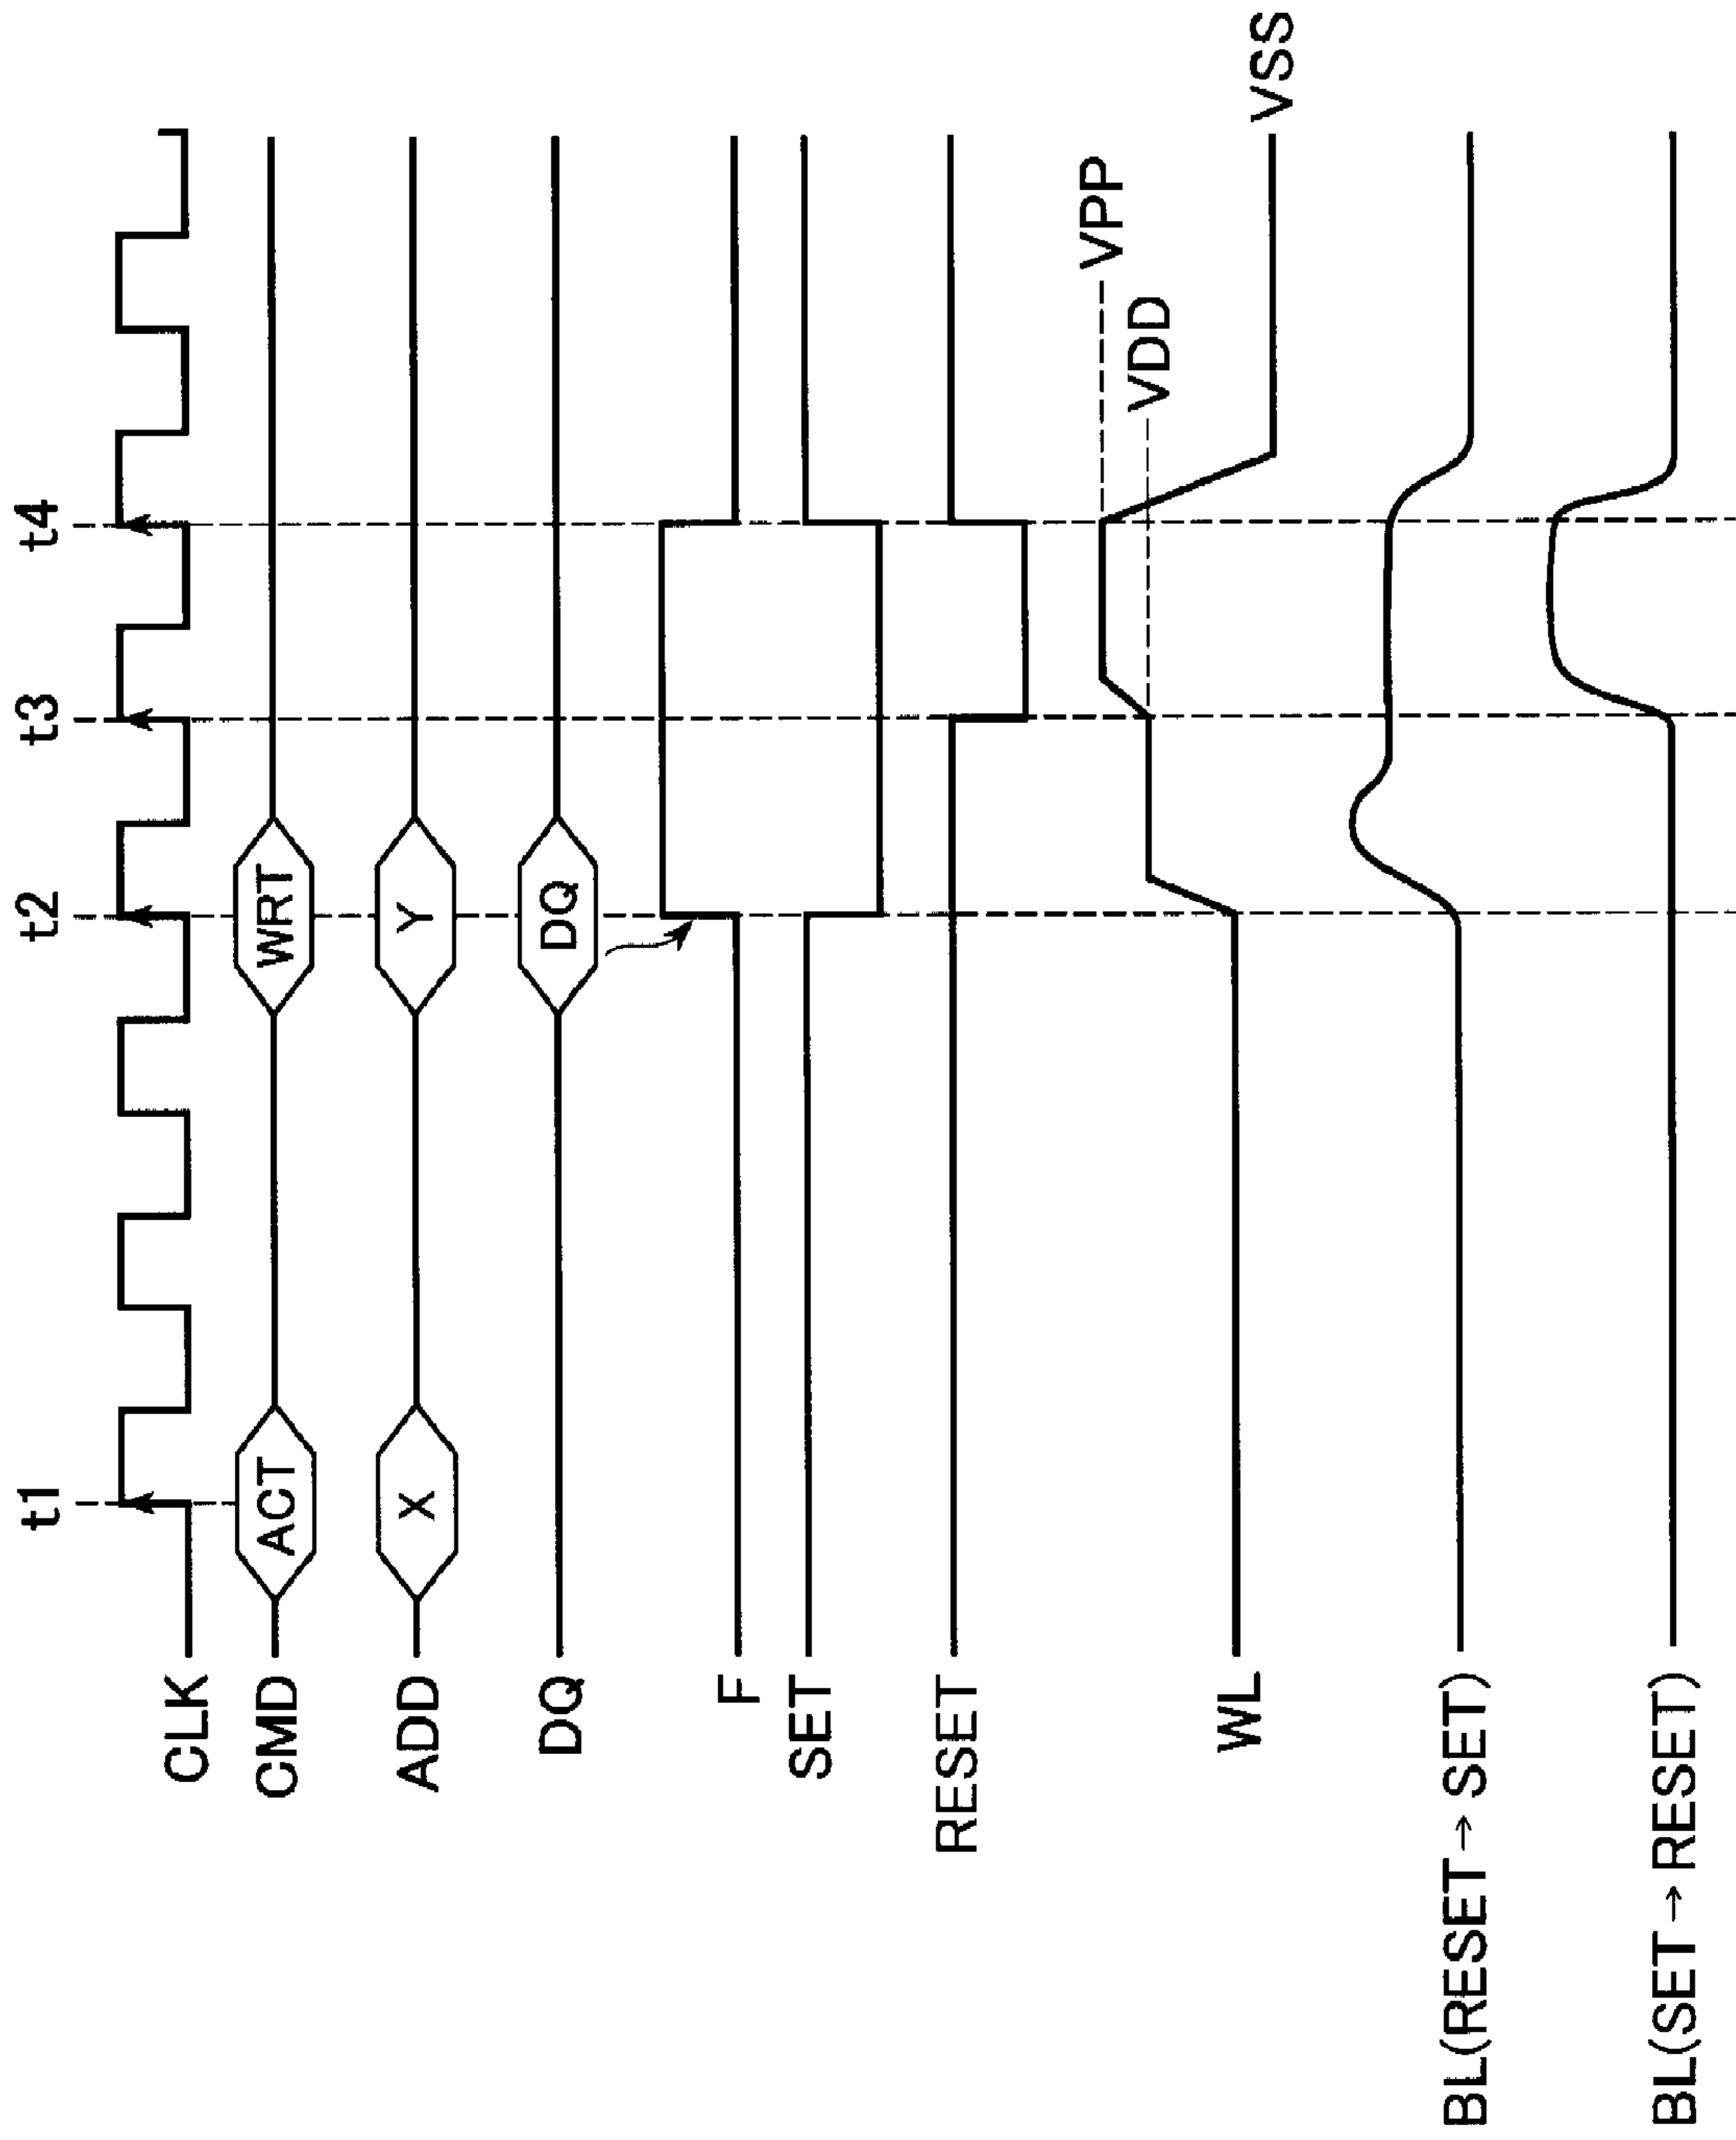 t1 t2 t3 t4
CLK
CMD ACT WRT
ADD X Y
DQ DQ
F
SET
RESET
VPP
VDD
WL VSS
BL(RESET→SET)
BL(SET→RESET)